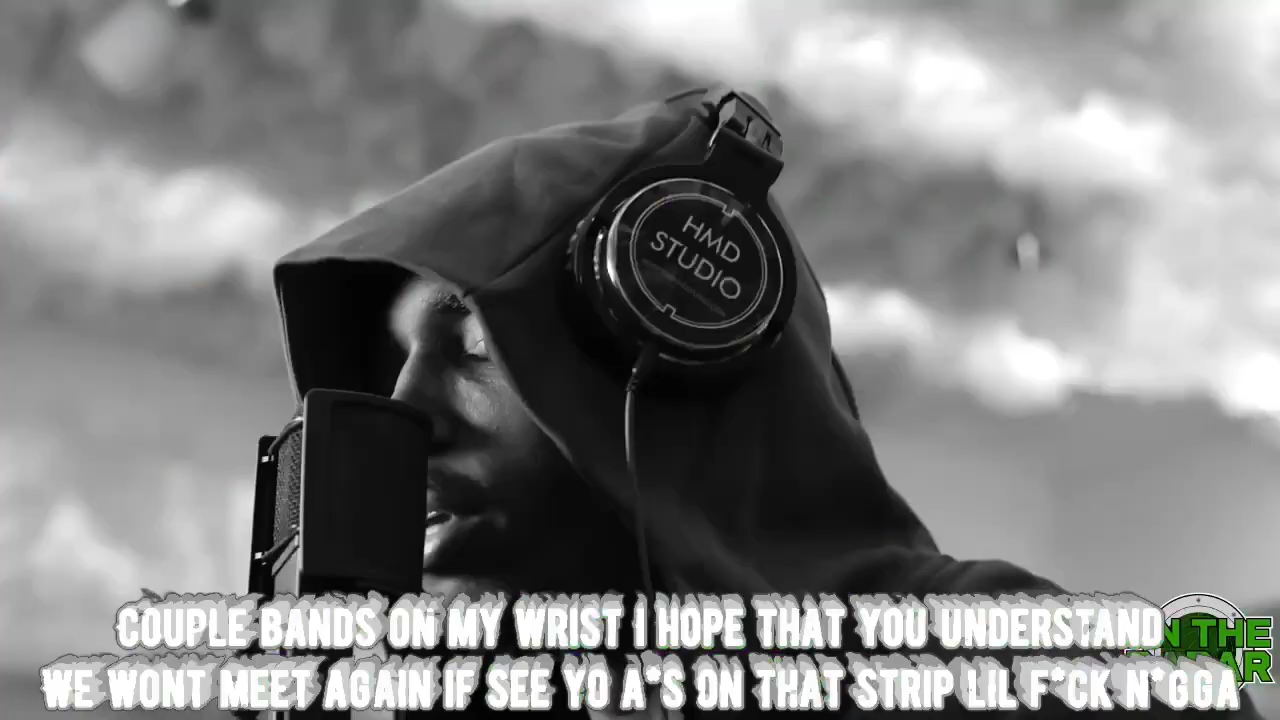 HMD
STUDIO
COUPLE BANDS ON MY WRIST I HOPE THAT YOU UNDERSTAND
WE WONT MEET AGAIN IF SEE YO A*S ON THAT STRIP LIL F*CK N*GGA
THE